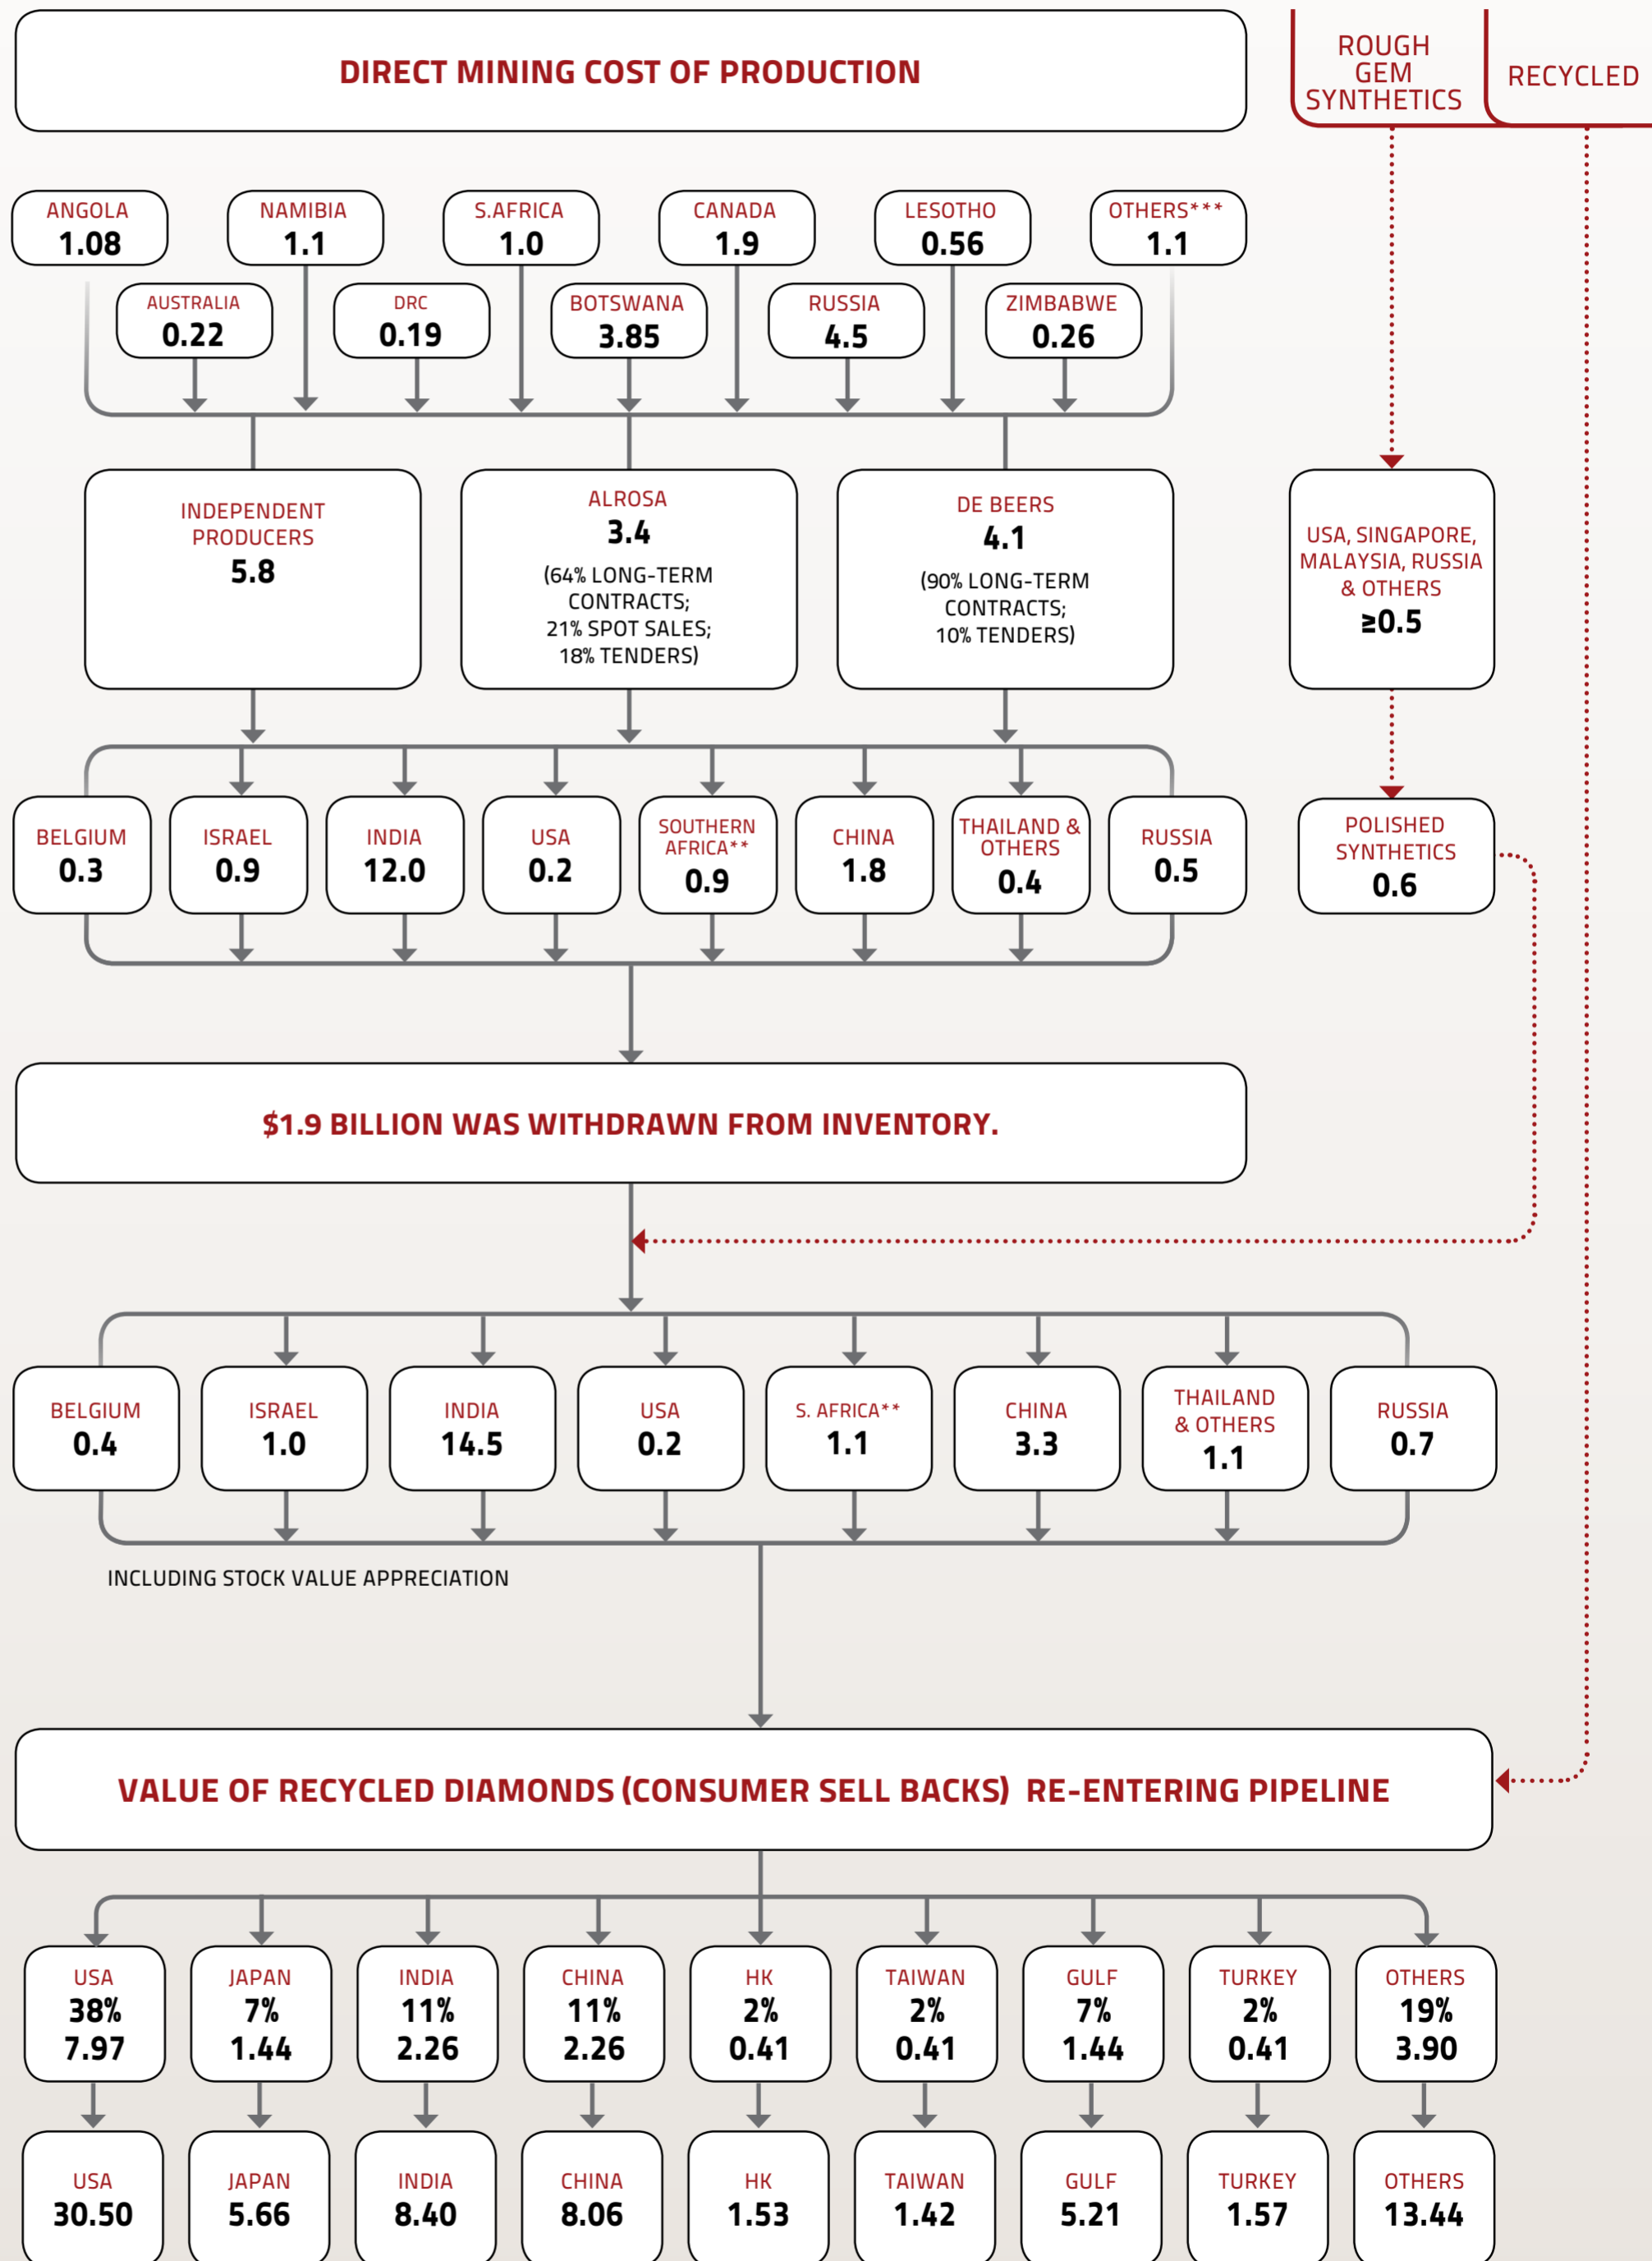 DIRECT MINING COST OF PRODUCTION
ROUGH
GEM
SYNTHETICS
RECYCLED
ANGOLA
1.08
NAMIBIA
1.1
S.AFRICA
1.0
CANADA
1.9
LESOTHO
0.56
OTHERS***
1.1
AUSTRALIA
0.22
DRC
0.19
BOTSWANA
3.85
RUSSIA
4.5
ZIMBABWE
0.26
INDEPENDENT
PRODUCERS
5.8
ALROSA
3.4
(64% LONG-TERM
CONTRACTS;
21% SPOT SALES;
18% TENDERS)
DE BEERS
4.1
(90% LONG-TERM
CONTRACTS;
10% TENDERS)
USA, SINGAPORE,
MALAYSIA, RUSSIA
& OTHERS
≥0.5
BELGIUM
0.3
ISRAEL
0.9
INDIA
12.0
USA
0.2
SOUTHERN
AFRICA**
0.9
CHINA
1.8
THAILAND &
OTHERS
0.4
RUSSIA
0.5
POLISHED
SYNTHETICS
0.6
$1.9 BILLION WAS WITHDRAWN FROM INVENTORY.
BELGIUM
0.4
ISRAEL
1.0
INDIA
14.5
USA
0.2
S. AFRICA**
1.1
CHINA
3.3
THAILAND
& OTHERS
1.1
RUSSIA
0.7
INCLUDING STOCK VALUE APPRECIATION
VALUE OF RECYCLED DIAMONDS (CONSUMER SELL BACKS) RE-ENTERING PIPELINE
USA
38%
7.97
JAPAN
7%
1.44
INDIA
11%
2.26
CHINA
11%
2.26
HK
2%
0.41
TAIWAN
2%
0.41
GULF
7%
1.44
TURKEY
2%
0.41
OTHERS
19%
3.90
USA
30.50
JAPAN
5.66
INDIA
8.40
CHINA
8.06
HK
1.53
TAIWAN
1.42
GULF
5.21
TURKEY
1.57
OTHERS
13.44